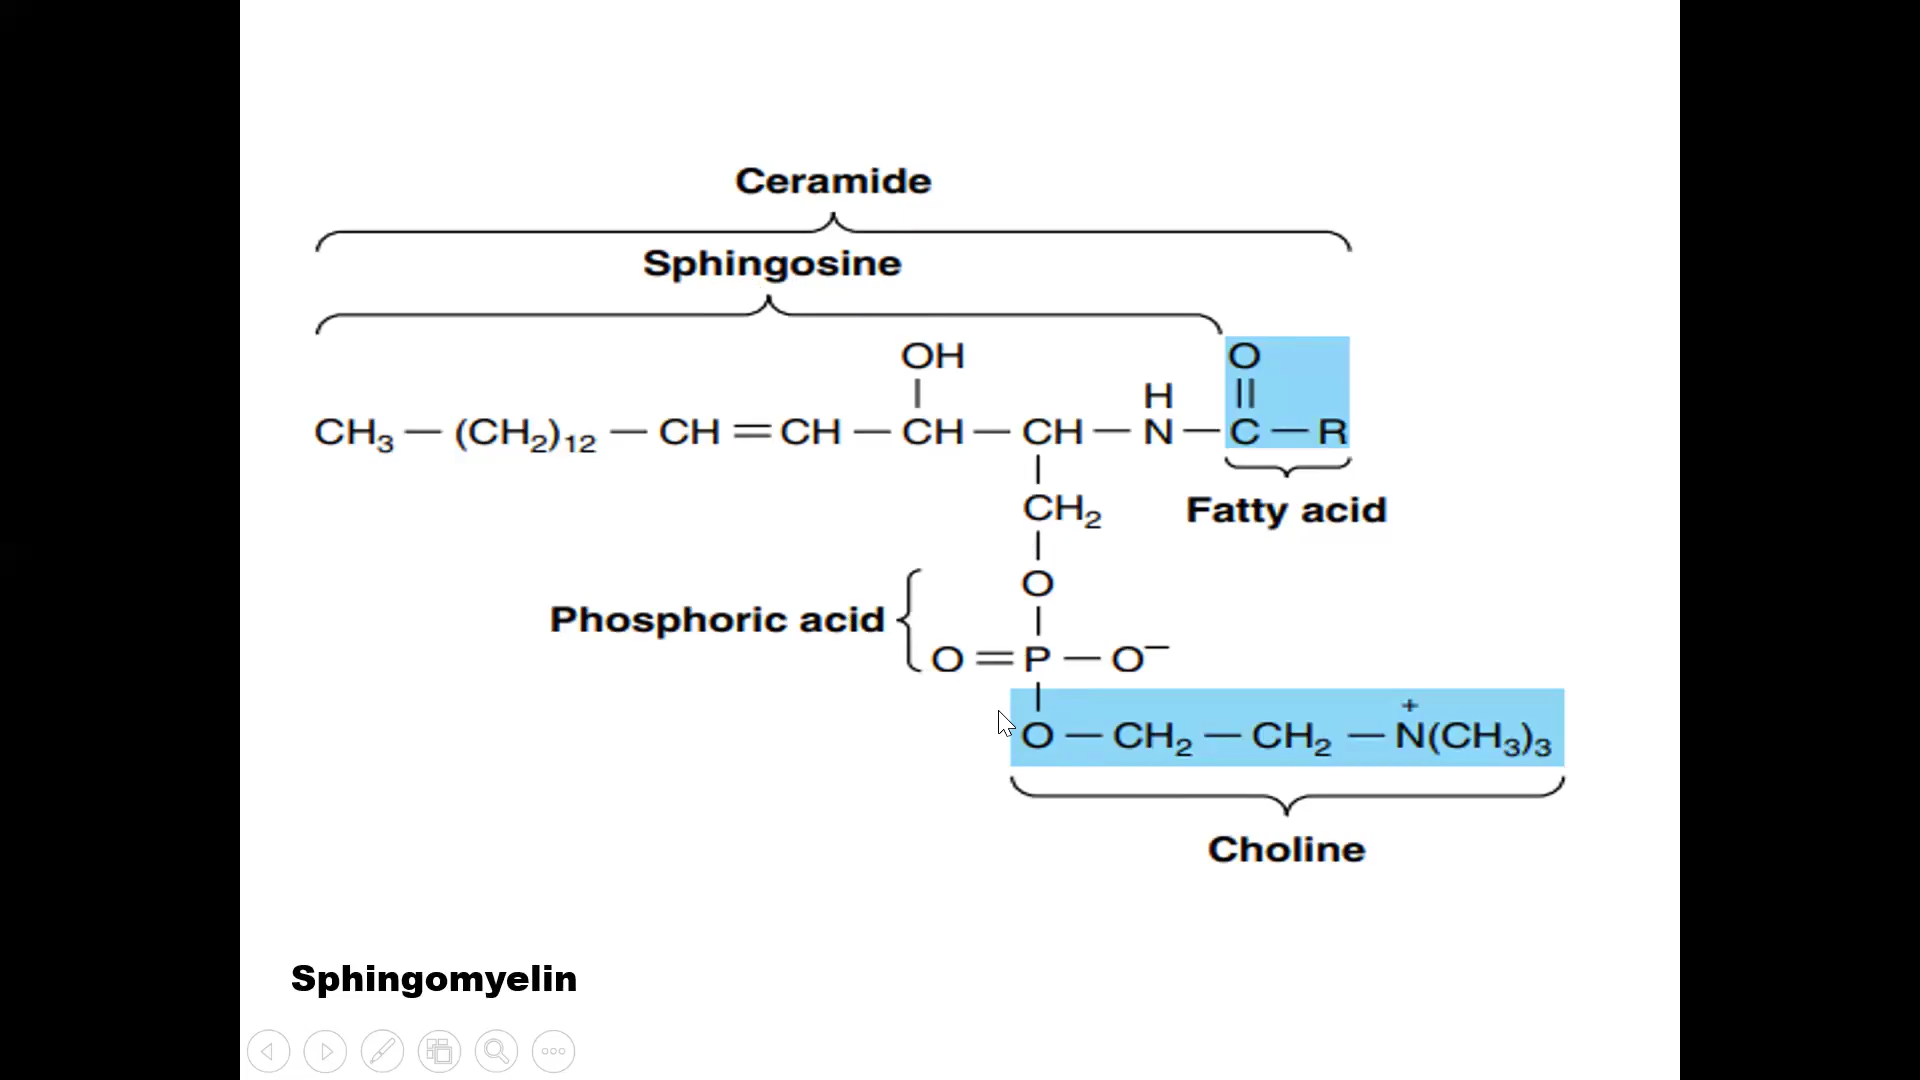 Ceramide
Sphingosine
OH
O
H
CH₃ — (CH₂)₁₂ — CH = CH — CH — CH — N — C — R
CH₂
Fatty acid
O
Phosphoric acid
O = P — O⁻
+
O — CH₂ — CH₂ — N(CH₃)₃
Choline
Sphingomyelin